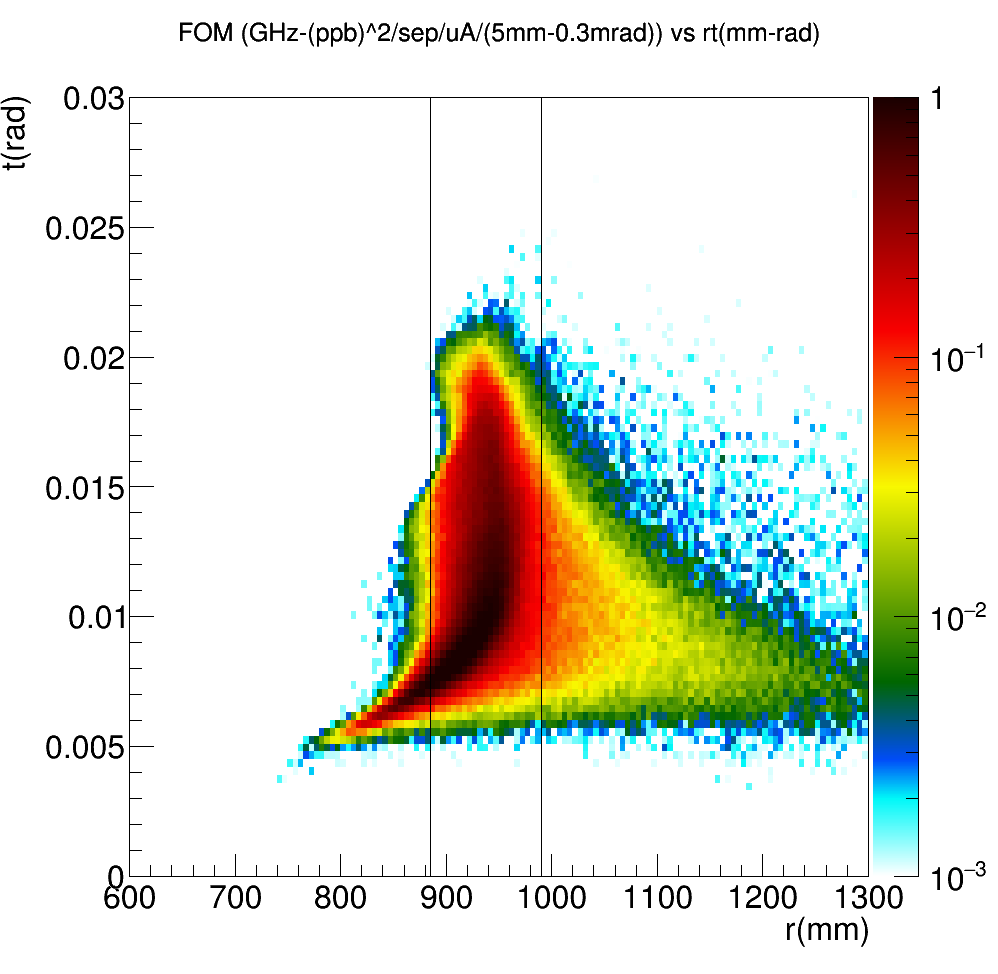 FOM (GHz-(ppb)^2/sep/uA/(5mm-0.3mrad)) vs rt(mm-rad)
t(rad)
0.03
0.025
0.02
0.015
0.01
0.005
0
600 700 800 900 1000 1100 1200 1300
r(mm)
1
10⁻¹
10⁻²
10⁻³